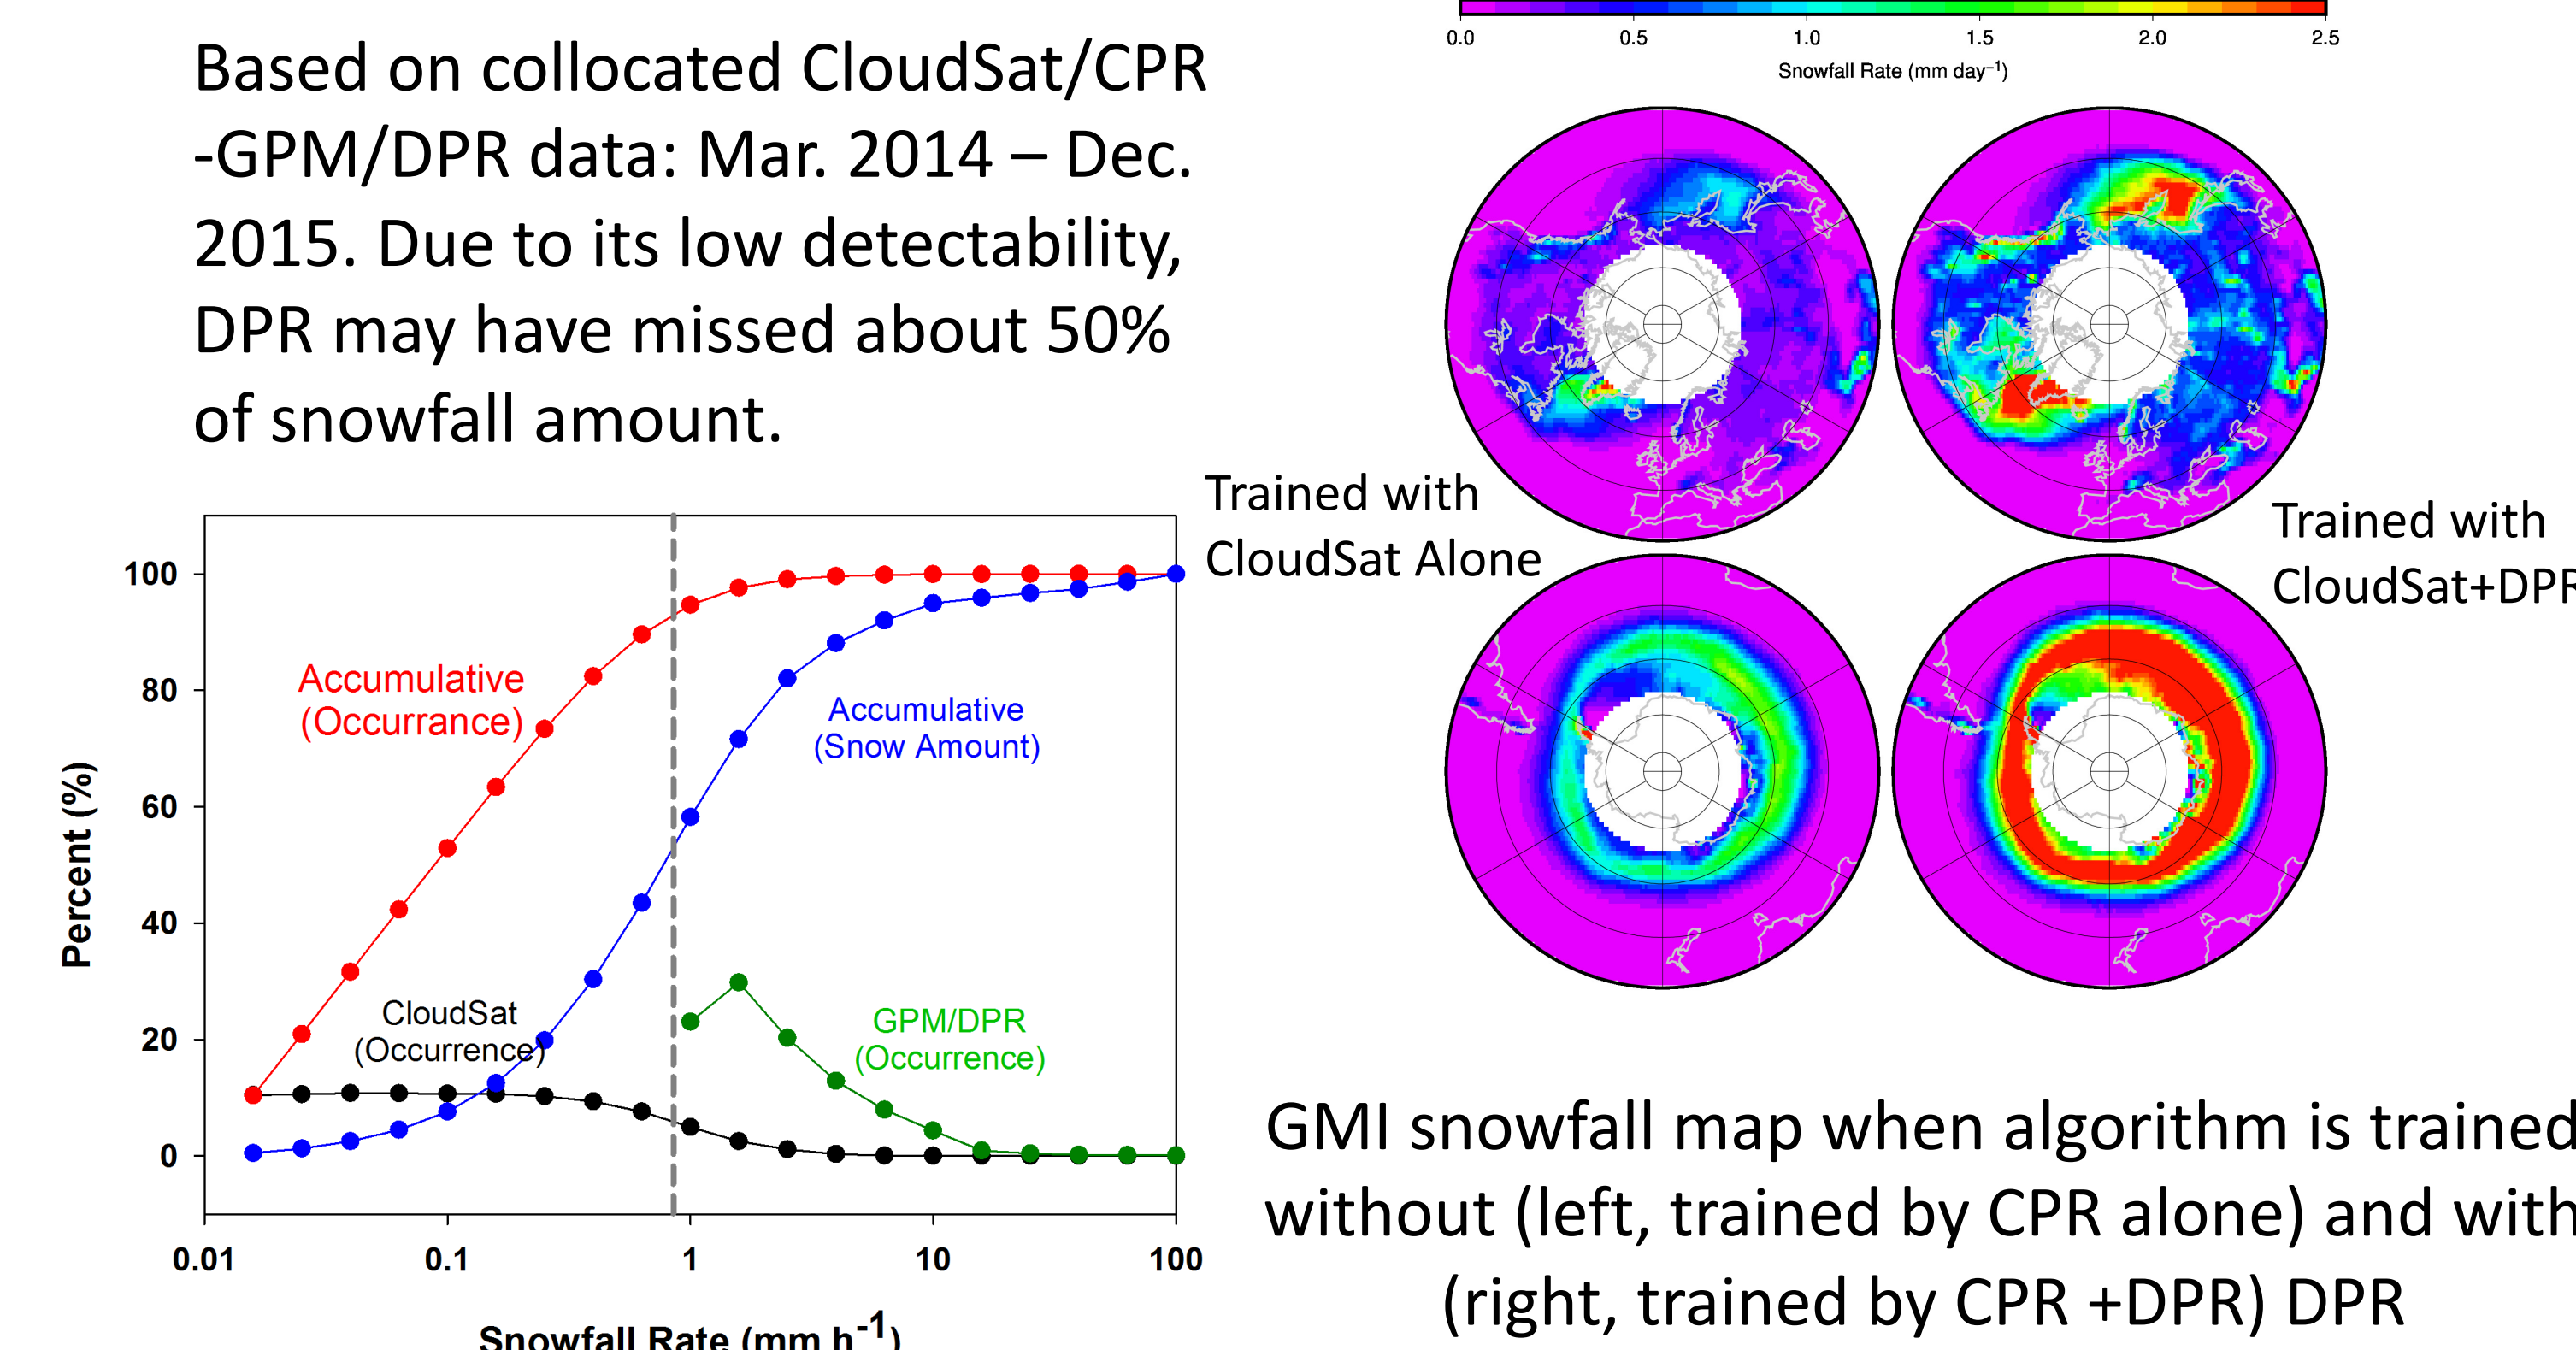 Based on collocated CloudSat/CPR
-GPM/DPR data: Mar. 2014 – Dec.
2015. Due to its low detectability,
DPR may have missed about 50%
of snowfall amount.
0.0 0.5 1.0 1.5 2.0 2.5
Snowfall Rate (mm day⁻¹)
Trained with
CloudSat Alone
Trained with
CloudSat+DPR
100
80
60
40
20
0
Percent (%)
Accumulative
(Occurrance)
Accumulative
(Snow Amount)
CloudSat
(Occurrence)
GPM/DPR
(Occurrence)
0.01 0.1 1 10 100
Snowfall Rate (mm h⁻¹)
GMI snowfall map when algorithm is trained
without (left, trained by CPR alone) and with
(right, trained by CPR +DPR) DPR